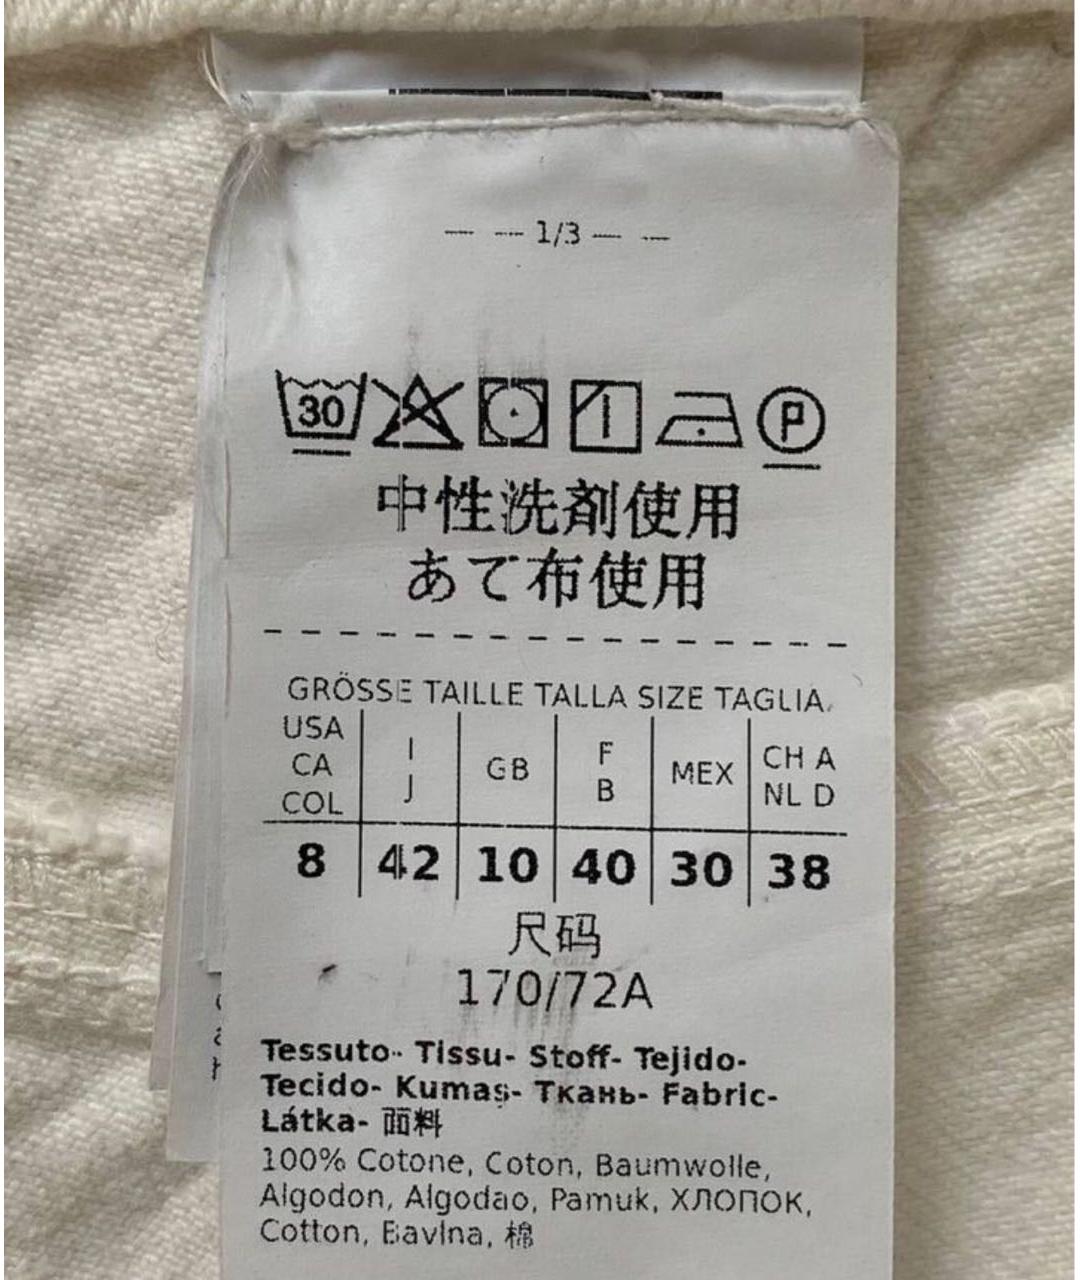 — — 1/3 — —
30 P
中性洗剤使用
あて布使用
GRÖSSE TAILLE TALLA SIZE TAGLIA
USA CA COL | I J | GB | F B | MEX | CH A NL D
8 | 42 | 10 | 40 | 30 | 38
尺码
170/72A
Tessuto- Tissu- Stoff- Tejido-
Tecido- Kumaş- Ткань- Fabric-
Látka- 面料
100% Cotone, Coton, Baumwolle,
Algodon, Algodao, Pamuk, ХЛОПОК,
Cotton, Bavlna, 棉